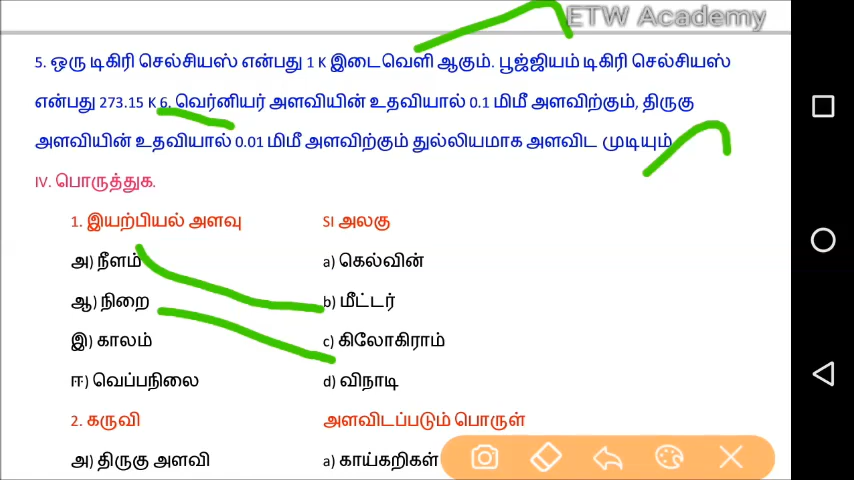 ETW Academy
5. ஒரு டிகிரி செல்சியஸ் என்பது 1 K இடைவெளி ஆகும். பூஜ்ஜியம் டிகிரி செல்சியஸ்
என்பது 273.15 K 6. வெர்னியர் அளவியின் உதவியால் 0.1 மிமீ அளவிற்கும், திருகு
அளவியின் உதவியால் 0.01 மிமீ அளவிற்கும் துல்லியமாக அளவிட முடியும்
IV. பொருத்துக.
1. இயற்பியல் அளவு SI அலகு
அ) நீளம் a) கெல்வின்
ஆ) நிறை b) மீட்டர்
இ) காலம் c) கிலோகிராம்
ஈ) வெப்பநிலை d) விநாடி
2. கருவி அளவிடப்படும் பொருள்
அ) திருகு அளவி a) காய்கறிகள்